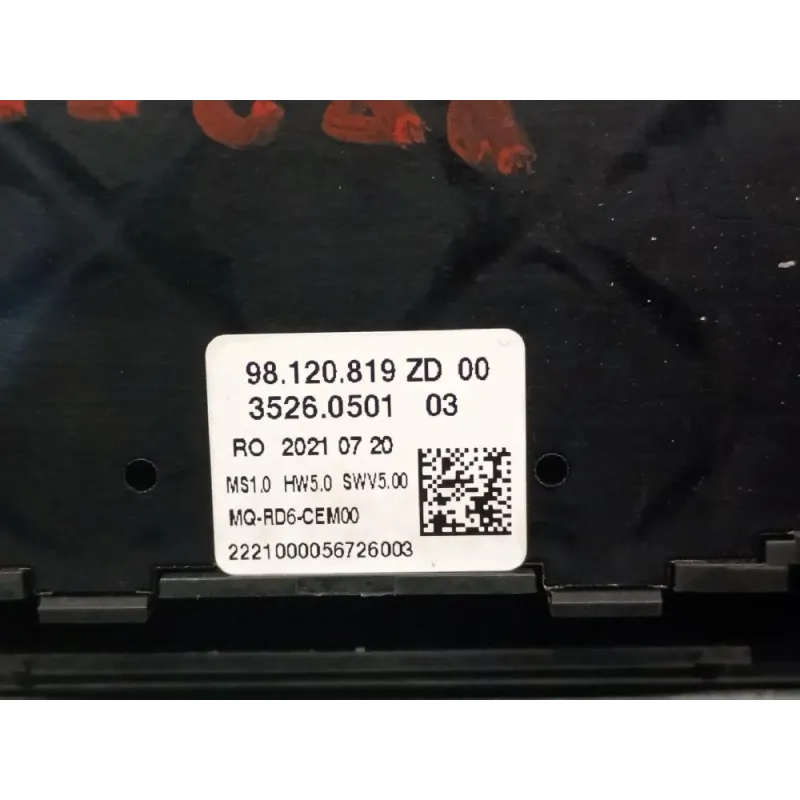 98.120.819 ZD 00
3526.0501 03
RO 2021 07 20
MS1.0 HW5.0 SWV5.00
MQ-RD6-CEM00
2221000056726003